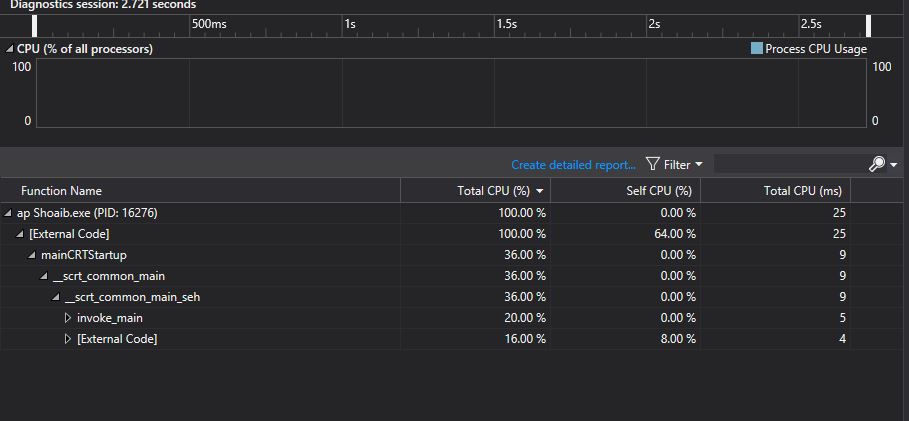 Diagnostics session: 2.721 seconds
500ms 1s 1.5s 2s 2.5s
CPU (% of all processors) Process CPU Usage
100 100
0 0
Create detailed report... Filter
Function Name Total CPU (%) Self CPU (%) Total CPU (ms)
ap Shoaib.exe (PID: 16276) 100.00 % 0.00 % 25
[External Code] 100.00 % 64.00 % 25
mainCRTStartup 36.00 % 0.00 % 9
__scrt_common_main 36.00 % 0.00 % 9
__scrt_common_main_seh 36.00 % 0.00 % 9
invoke_main 20.00 % 0.00 % 5
[External Code] 16.00 % 8.00 % 4